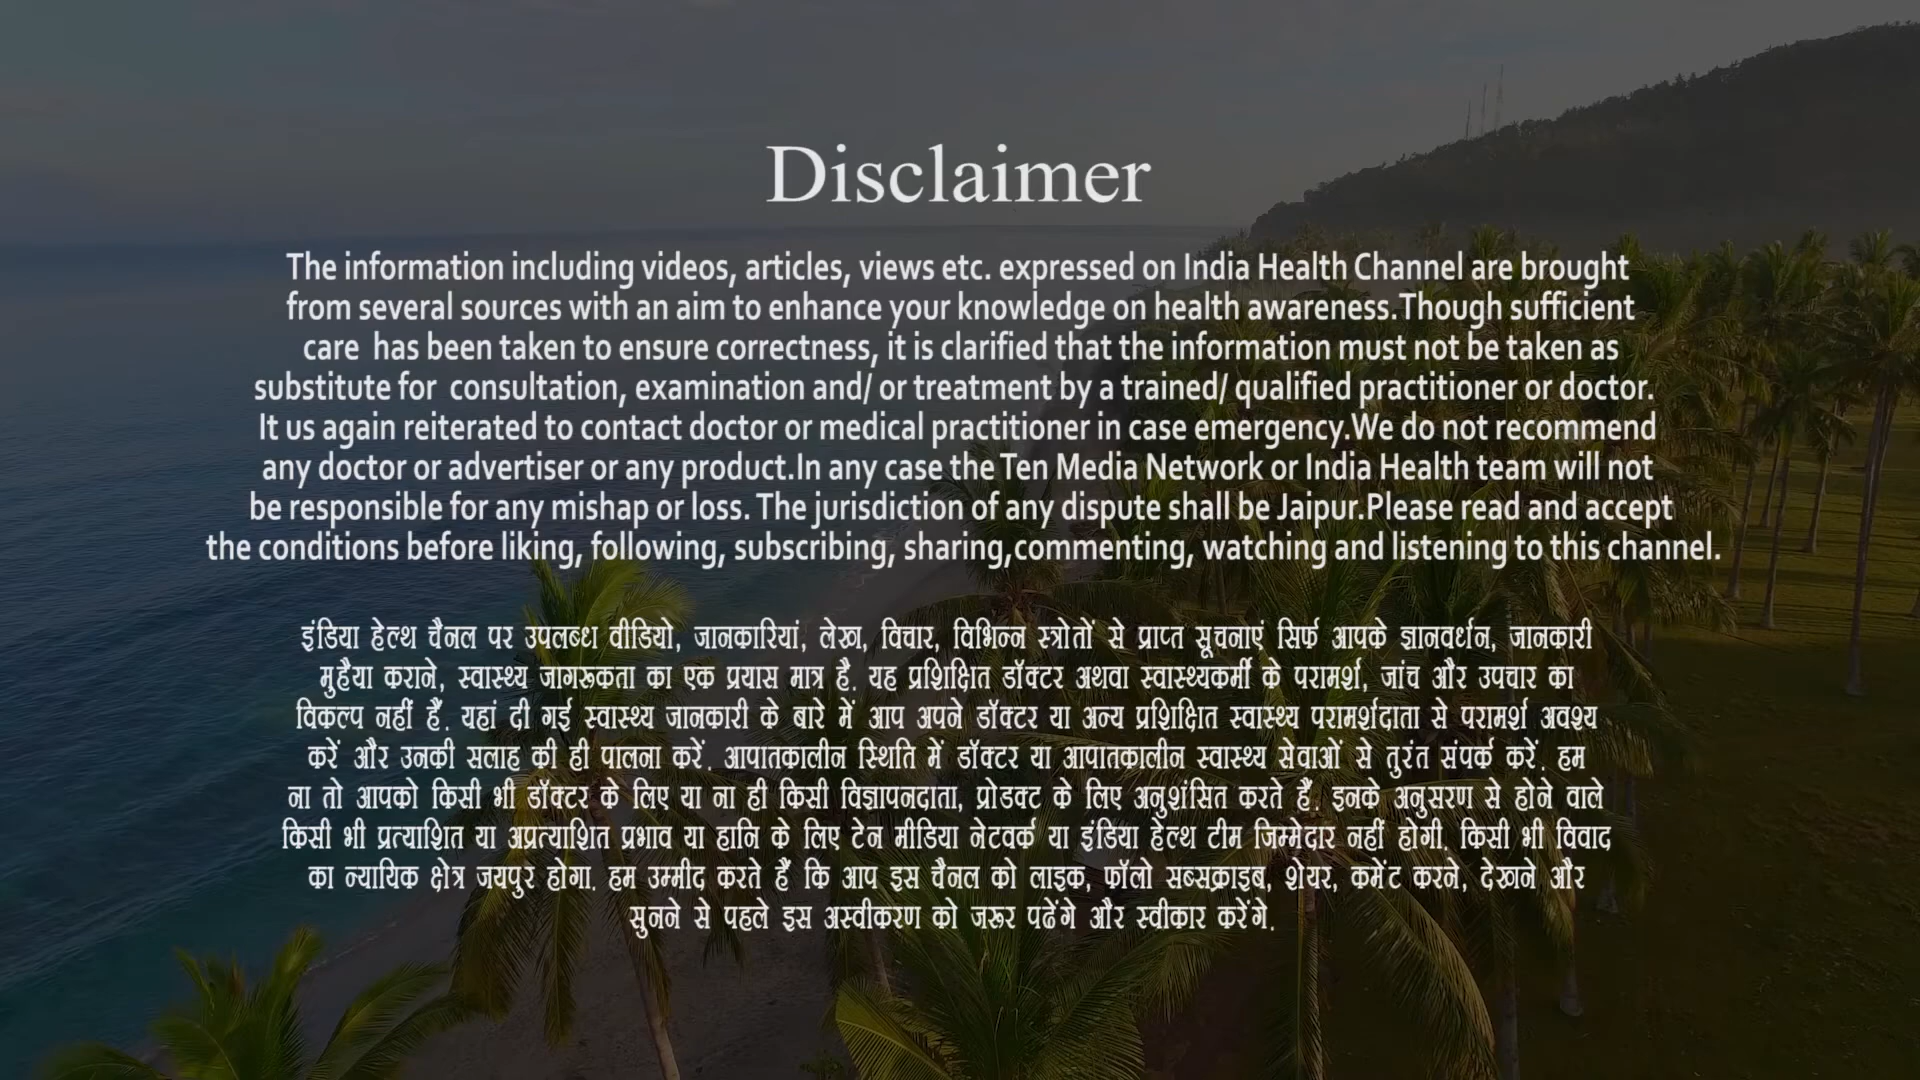 Disclaimer
The information including videos, articles, views etc. expressed on India Health Channel are brought
from several sources with an aim to enhance your knowledge on health awareness.Though sufficient
care has been taken to ensure correctness, it is clarified that the information must not be taken as
substitute for consultation, examination and/ or treatment by a trained/ qualified practitioner or doctor.
It us again reiterated to contact doctor or medical practitioner in case emergency.We do not recommend
any doctor or advertiser or any product.In any case the Ten Media Network or India Health team will not
be responsible for any mishap or loss. The jurisdiction of any dispute shall be Jaipur.Please read and accept
the conditions before liking, following, subscribing, sharing,commenting, watching and listening to this channel.
इंडिया हेल्थ चैनल पर उपलब्ध वीडियो, जानकारियां, लेख, विचार, विभिन्न स्त्रोतों से प्राप्त सूचनाएं सिर्फ आपके ज्ञानवर्धन, जानकारी
मुहैया कराने, स्वास्थ्य जागरूकता का एक प्रयास मात्र है. यह प्रशिक्षित डॉक्टर अथवा स्वास्थ्यकर्मी के परामर्श, जांच और उपचार का
विकल्प नहीं हैं. यहां दी गई स्वास्थ्य जानकारी के बारे में आप अपने डॉक्टर या अन्य प्रशिक्षित स्वास्थ्य परामर्शदाता से परामर्श अवश्य
करें और उनकी सलाह की ही पालना करें. आपातकालीन स्थिति में डॉक्टर या आपातकालीन स्वास्थ्य सेवाओं से तुरंत संपर्क करें. हम
ना तो आपको किसी भी डॉक्टर के लिए या ना ही किसी विज्ञापनदाता, प्रोडक्ट के लिए अनुशंसित करते हैं. इनके अनुसरण से होने वाले
किसी भी प्रत्याशित या अप्रत्याशित प्रभाव या हानि के लिए टेन मीडिया नेटवर्क या इंडिया हेल्थ टीम जिम्मेदार नहीं होगी. किसी भी विवाद
का न्यायिक क्षेत्र जयपुर होगा. हम उम्मीद करते हैं कि आप इस चैनल को लाइक, फॉलो सब्सक्राइब, शेयर, कमेंट करने, देखने और
सुनने से पहले इस अस्वीकरण को जरूर पढेंगे और स्वीकार करेंगे.